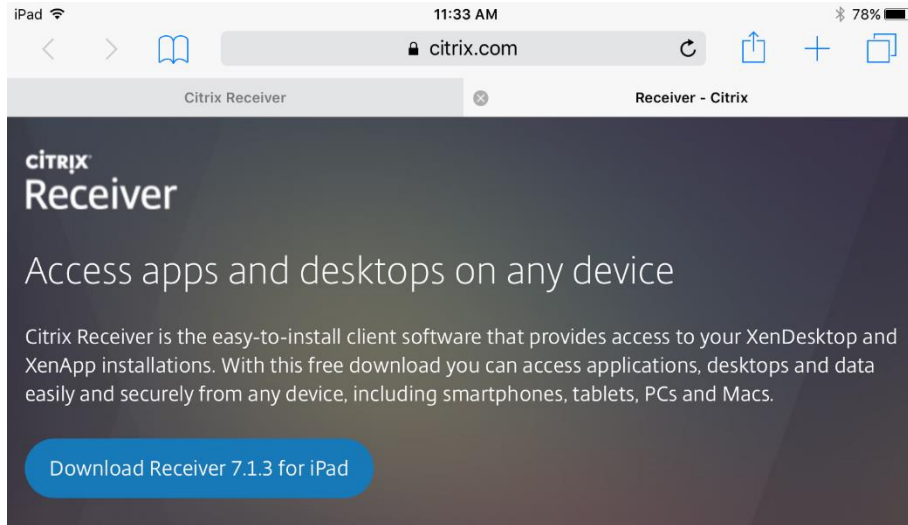 iPad 11:33 AM 78%
citrix.com
Citrix Receiver Receiver - Citrix
CİTRIX
Receiver
Access apps and desktops on any device
Citrix Receiver is the easy-to-install client software that provides access to your XenDesktop and
XenApp installations. With this free download you can access applications, desktops and data
easily and securely from any device, including smartphones, tablets, PCs and Macs.
Download Receiver 7.1.3 for iPad